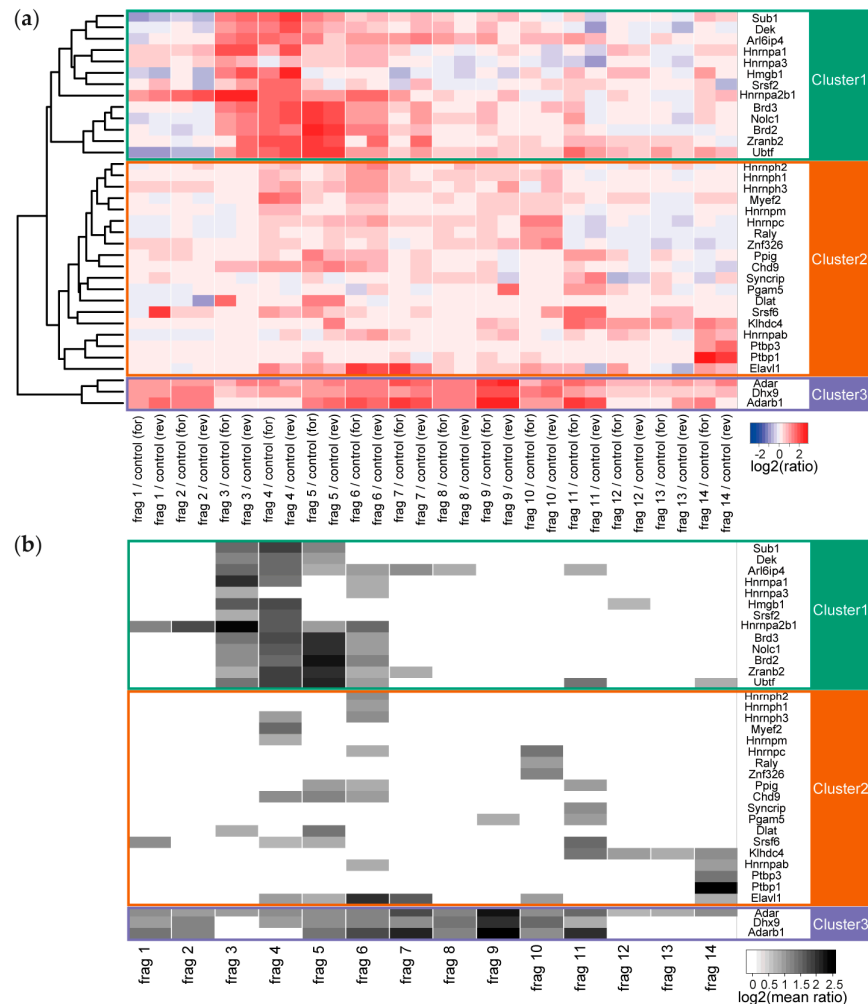 (a)
Sub1
Dek
Arl6ip4
Hnrnpa1
Hnrnpa3
Hmgb1
Srsf2
Hnrnpa2b1
Brd3
Nolc1
Brd2
Zranb2
Ubtf
Cluster1
Hnrnph2
Hnrnph1
Hnrnph3
Myef2
Hnrnpm
Hnrnpc
Raly
Znf326
Ppig
Chd9
Syncrip
Pgam5
Dlat
Srsf6
Klhdc4
Hnrnpab
Ptbp3
Ptbp1
Elavl1
Cluster2
Adar
Dhx9
Adarb1
Cluster3
frag 1 / control (for)
frag 1 / control (rev)
frag 2 / control (for)
frag 2 / control (rev)
frag 3 / control (for)
frag 3 / control (rev)
frag 4 / control (for)
frag 4 / control (rev)
frag 5 / control (for)
frag 5 / control (rev)
frag 6 / control (for)
frag 6 / control (rev)
frag 7 / control (for)
frag 7 / control (rev)
frag 8 / control (for)
frag 8 / control (rev)
frag 9 / control (for)
frag 9 / control (rev)
frag 10 / control (for)
frag 10 / control (rev)
frag 11 / control (for)
frag 11 / control (rev)
frag 12 / control (for)
frag 12 / control (rev)
frag 13 / control (for)
frag 13 / control (rev)
frag 14 / control (for)
frag 14 / control (rev)
-2 0 2
log2(ratio)
(b)
Sub1
Dek
Arl6ip4
Hnrnpa1
Hnrnpa3
Hmgb1
Srsf2
Hnrnpa2b1
Brd3
Nolc1
Brd2
Zranb2
Ubtf
Cluster1
Hnrnph2
Hnrnph1
Hnrnph3
Myef2
Hnrnpm
Hnrnpc
Raly
Znf326
Ppig
Chd9
Syncrip
Pgam5
Dlat
Srsf6
Klhdc4
Hnrnpab
Ptbp3
Ptbp1
Elavl1
Cluster2
Adar
Dhx9
Adarb1
Cluster3
frag 1
frag 2
frag 3
frag 4
frag 5
frag 6
frag 7
frag 8
frag 9
frag 10
frag 11
frag 12
frag 13
frag 14
0 0.5 1 1.5 2 2.5
log2(mean ratio)